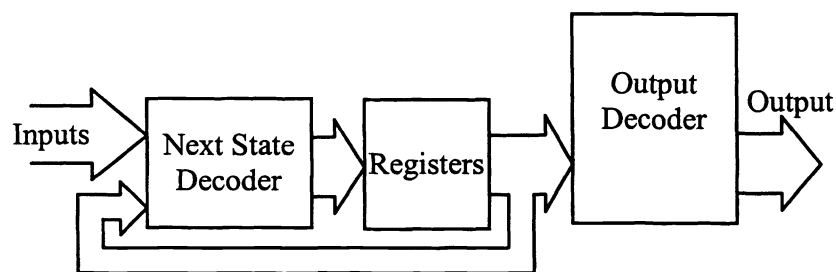 Inputs
Next State
Decoder
Registers
Output
Decoder
Output